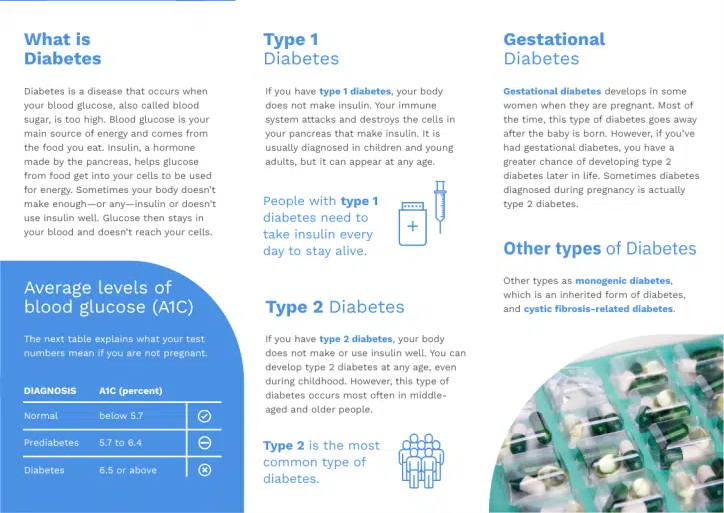 What is
Diabetes
Diabetes is a disease that occurs when
your blood glucose, also called blood
sugar, is too high. Blood glucose is your
main source of energy and comes from
the food you eat. Insulin, a hormone
made by the pancreas, helps glucose
from food get into your cells to be used
for energy. Sometimes your body doesn’t
make enough—or any—insulin or doesn’t
use insulin well. Glucose then stays in
your blood and doesn’t reach your cells.
Average levels of
blood glucose (A1C)
The next table explains what your test
numbers mean if you are not pregnant.
DIAGNOSIS A1C (percent)
Normal below 5.7
Prediabetes 5.7 to 6.4
Diabetes 6.5 or above
Type 1
Diabetes
If you have type 1 diabetes, your body
does not make insulin. Your immune
system attacks and destroys the cells in
your pancreas that make insulin. It is
usually diagnosed in children and young
adults, but it can appear at any age.
People with type 1
diabetes need to
take insulin every
day to stay alive.
Type 2 Diabetes
If you have type 2 diabetes, your body
does not make or use insulin well. You can
develop type 2 diabetes at any age, even
during childhood. However, this type of
diabetes occurs most often in middle-
aged and older people.
Type 2 is the most
common type of
diabetes.
Gestational
Diabetes
Gestational diabetes develops in some
women when they are pregnant. Most of
the time, this type of diabetes goes away
after the baby is born. However, if you’ve
had gestational diabetes, you have a
greater chance of developing type 2
diabetes later in life. Sometimes diabetes
diagnosed during pregnancy is actually
type 2 diabetes.
Other types of Diabetes
Other types as monogenic diabetes,
which is an inherited form of diabetes,
and cystic fibrosis-related diabetes.